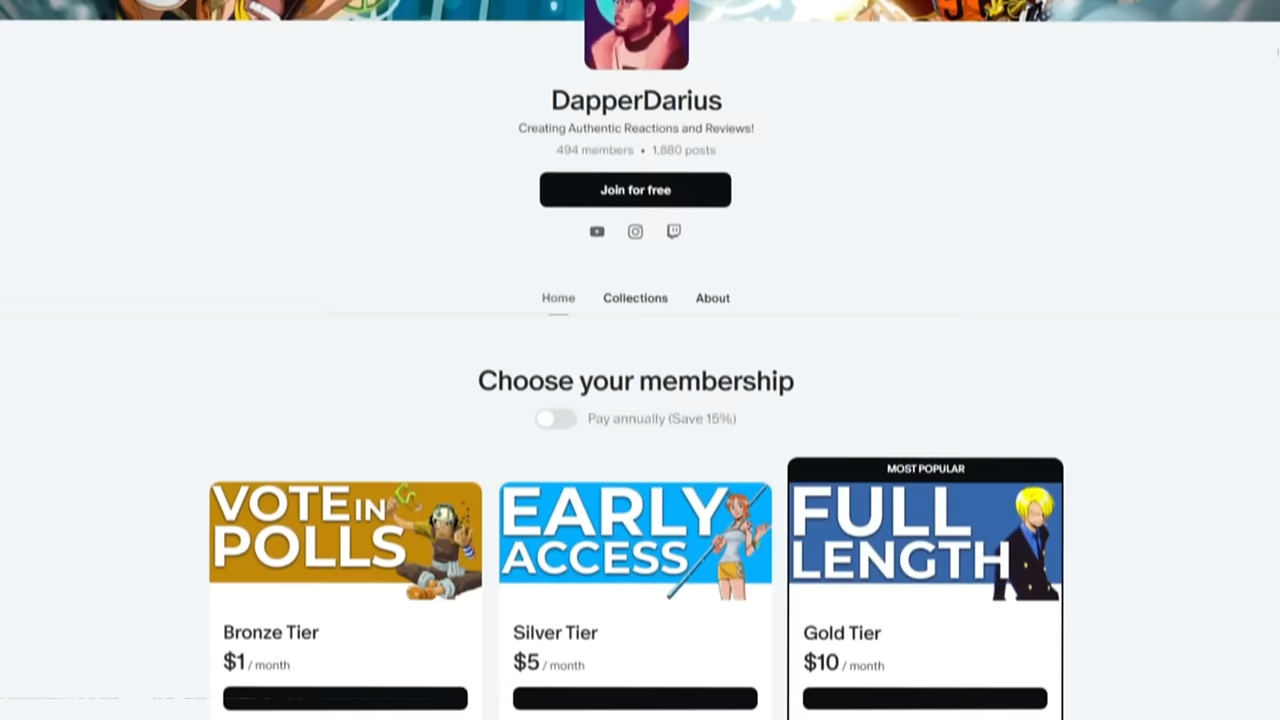 DapperDarius
Creating Authentic Reactions and Reviews!
494 members • 1,880 posts
Join for free
Home Collections About
Choose your membership
Pay annually (Save 15%)
MOST POPULAR
VOTE IN
POLLS
EARLY
ACCESS
FULL
LENGTH
Bronze Tier
$1 / month
Silver Tier
$5 / month
Gold Tier
$10 / month